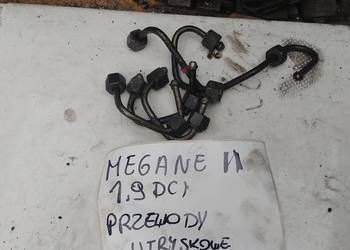 MEGANE II
1,9 DCI
PRZEWODY
WTRYSKOWE